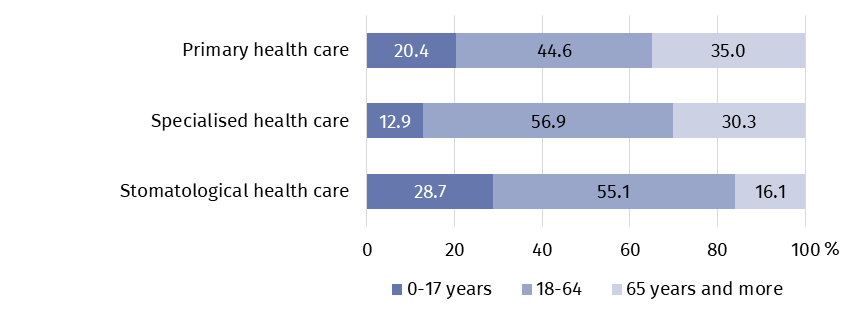 Primary health care 20.4 44.6 35.0
Specialised health care 12.9 56.9 30.3
Stomatological health care 28.7 55.1 16.1
0 20 40 60 80 100 %
0-17 years 18-64 65 years and more